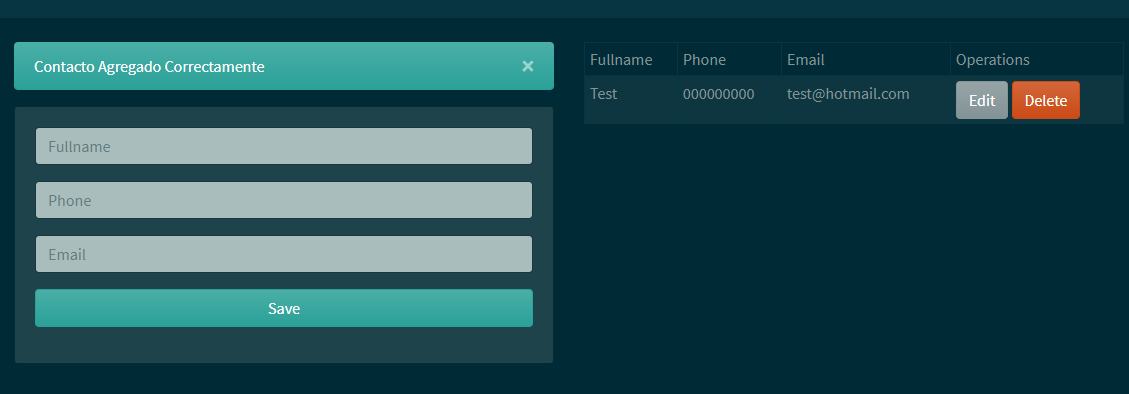 Contacto Agregado Correctamente ×
Fullname
Phone
Email
Save
Fullname Phone Email Operations
Test 000000000 test@hotmail.com Edit Delete